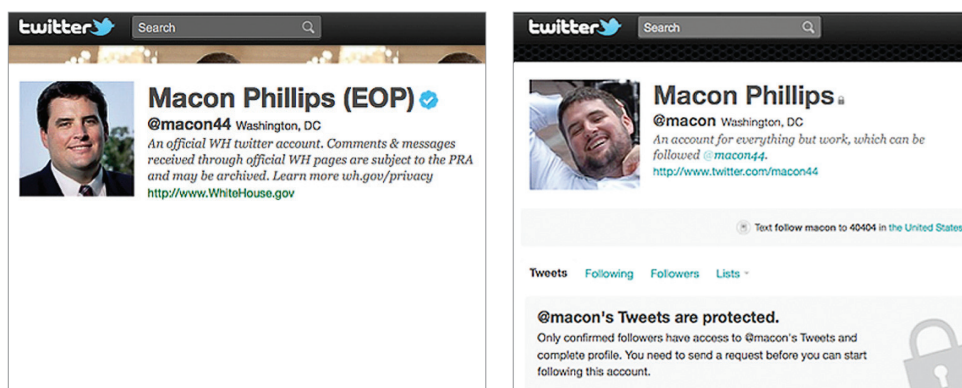 twitter
Search
Macon Phillips (EOP)
@macon44 Washington, DC
An official WH twitter account. Comments & messages
received through official WH pages are subject to the PRA
and may be archived. Learn more wh.gov/privacy
http://www.WhiteHouse.gov
twitter
Search
Macon Phillips
@macon Washington, DC
An account for everything but work, which can be
followed @macon44.
http://www.twitter.com/macon44
Text follow macon to 40404 in the United States
Tweets Following Followers Lists
@macon's Tweets are protected.
Only confirmed followers have access to @macon's Tweets and
complete profile. You need to send a request before you can start
following this account.